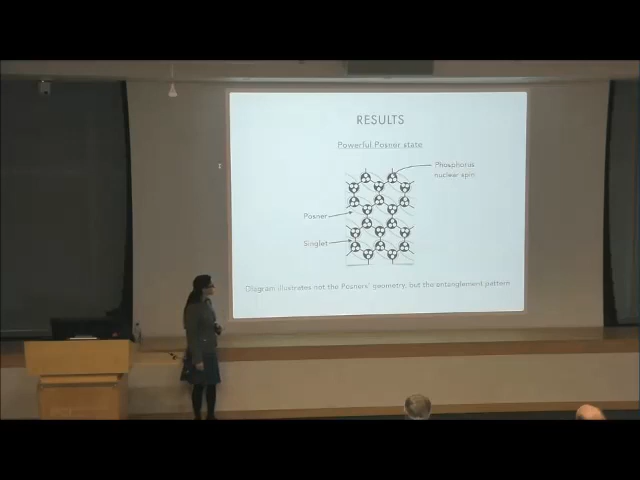 RESULTS
Powerful Posner state
Phosphorus
nuclear spin
Posner
Singlet
Diagram illustrates not the Posners' geometry, but the entanglement pattern